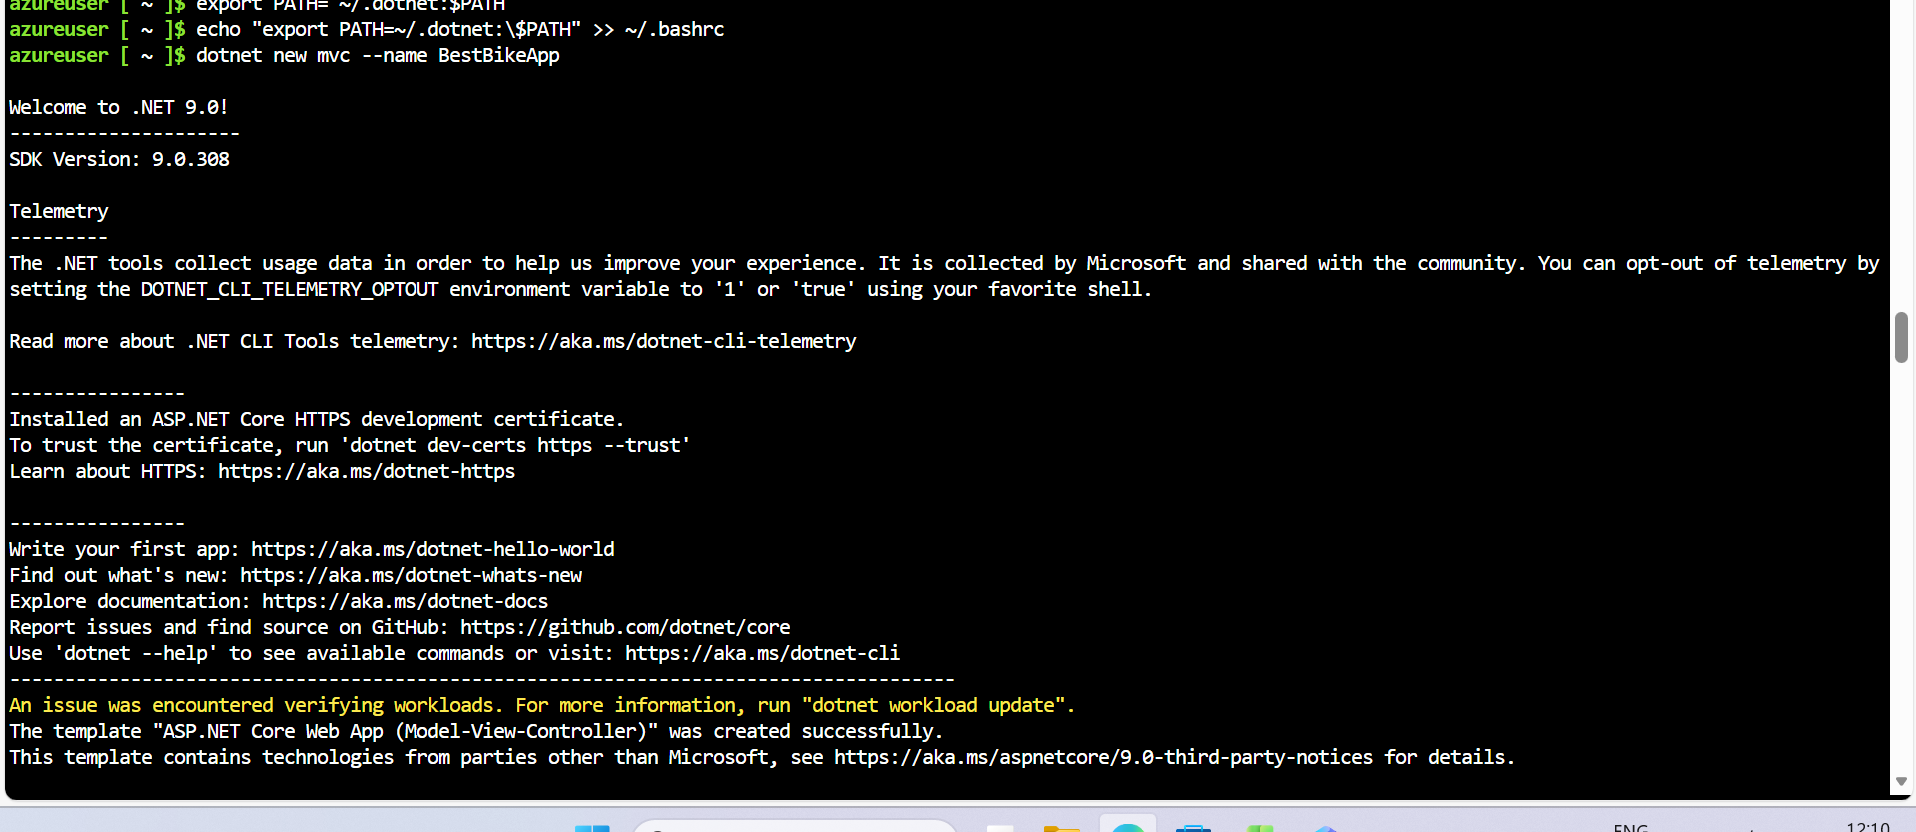 azureuser [ ~ ]$ export PATH= ~/.dotnet:$PATH
azureuser [ ~ ]$ echo "export PATH=~/.dotnet:\$PATH" >> ~/.bashrc
azureuser [ ~ ]$ dotnet new mvc --name BestBikeApp
Welcome to .NET 9.0!
---------------------
SDK Version: 9.0.308
Telemetry
---------
The .NET tools collect usage data in order to help us improve your experience. It is collected by Microsoft and shared with the community. You can opt-out of telemetry by
setting the DOTNET_CLI_TELEMETRY_OPTOUT environment variable to '1' or 'true' using your favorite shell.
Read more about .NET CLI Tools telemetry: https://aka.ms/dotnet-cli-telemetry
----------------
Installed an ASP.NET Core HTTPS development certificate.
To trust the certificate, run 'dotnet dev-certs https --trust'
Learn about HTTPS: https://aka.ms/dotnet-https
----------------
Write your first app: https://aka.ms/dotnet-hello-world
Find out what's new: https://aka.ms/dotnet-whats-new
Explore documentation: https://aka.ms/dotnet-docs
Report issues and find source on GitHub: https://github.com/dotnet/core
Use 'dotnet --help' to see available commands or visit: https://aka.ms/dotnet-cli
--------------------------------------------------------------------------------------
An issue was encountered verifying workloads. For more information, run "dotnet workload update".
The template "ASP.NET Core Web App (Model-View-Controller)" was created successfully.
This template contains technologies from parties other than Microsoft, see https://aka.ms/aspnetcore/9.0-third-party-notices for details.
ENG
12:10